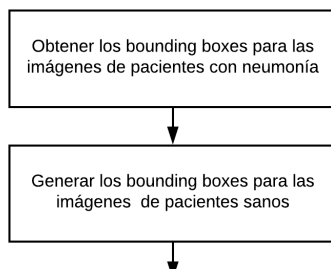 Obtener los bounding boxes para las
imágenes de pacientes con neumonía
Generar los bounding boxes para las
imágenes de pacientes sanos